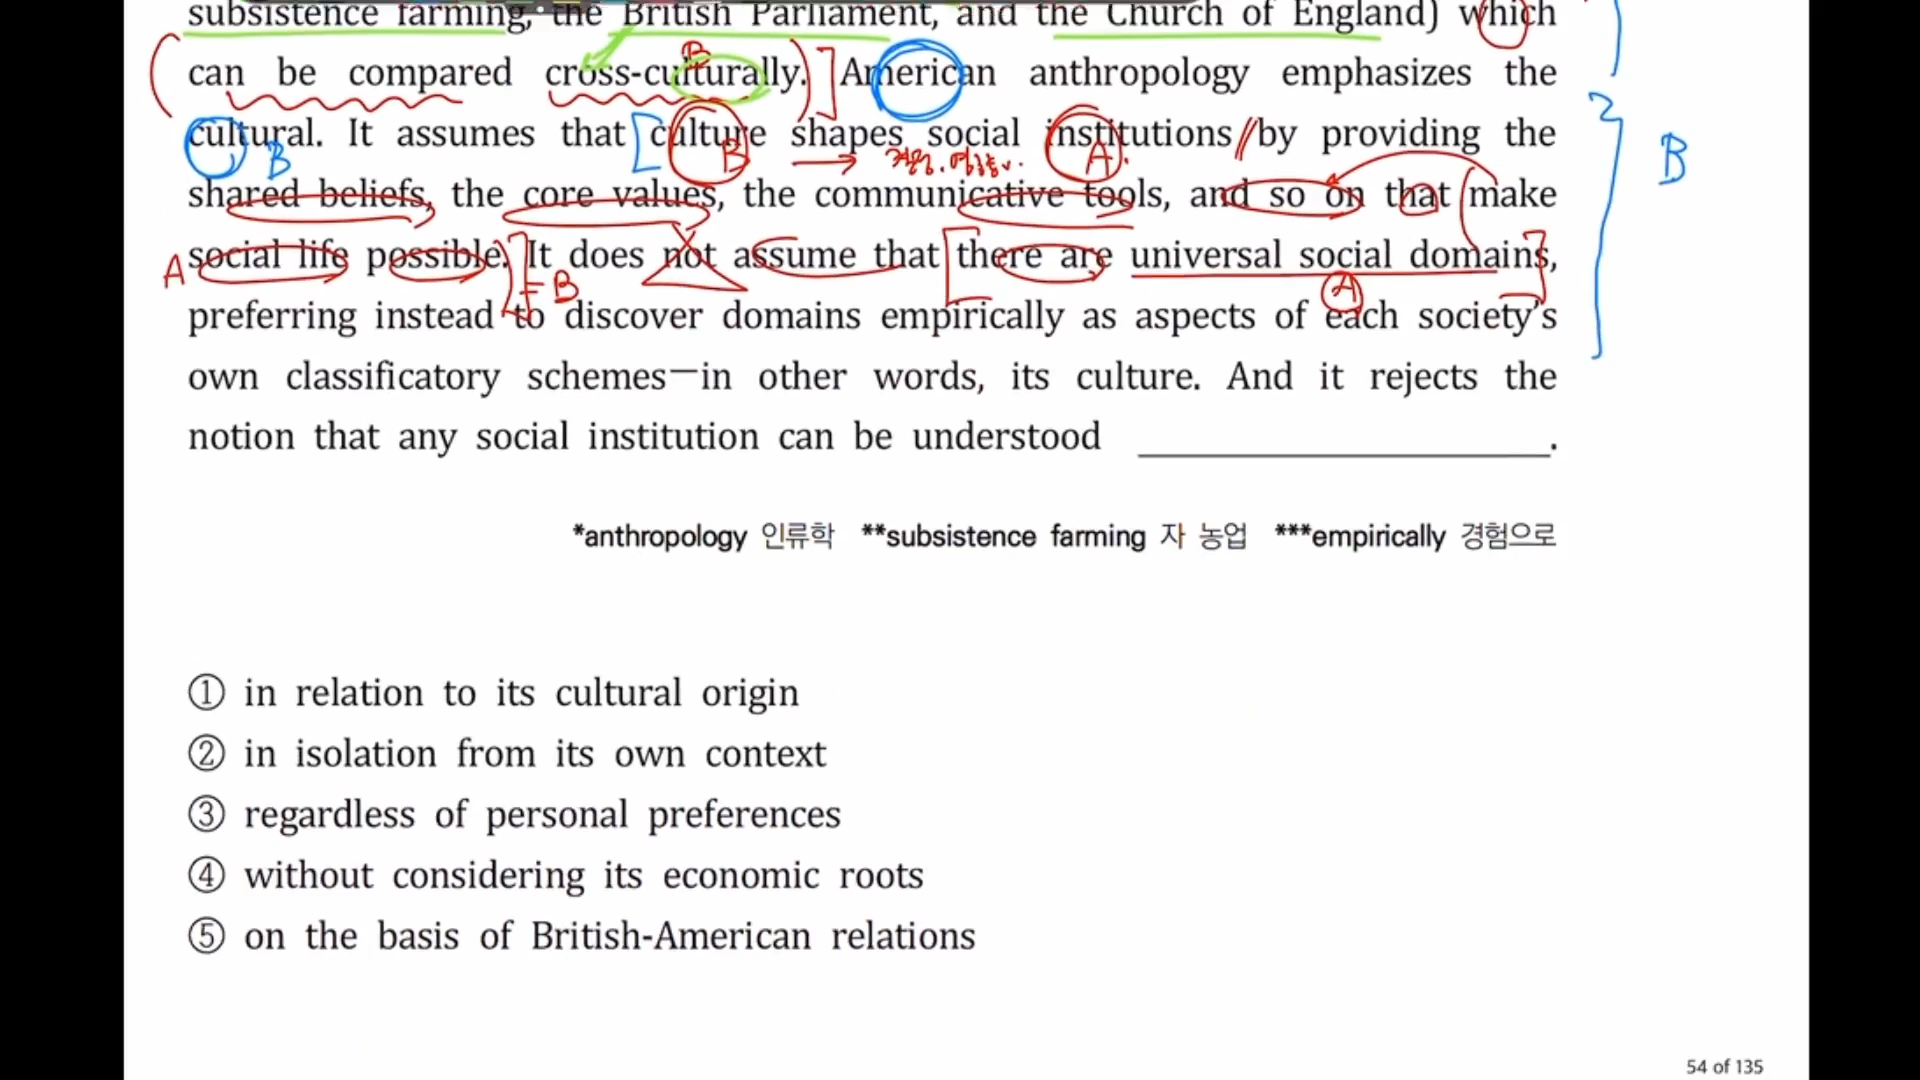 subsistence farming, the British Parliament, and the Church of England) which
can be compared cross-culturally. American anthropology emphasizes the
B
cultural. It assumes that culture shapes social institutions by providing the
B
B
A
B
shared beliefs, the core values, the communicative tools, and so on that make
social life possible. It does not assume that there are universal social domains,
A
= B
A
preferring instead to discover domains empirically as aspects of each society's
own classificatory schemes—in other words, its culture. And it rejects the
notion that any social institution can be understood ____________________.
*anthropology 인류학 **subsistence farming 자 농업 ***empirically 경험으로
① in relation to its cultural origin
② in isolation from its own context
③ regardless of personal preferences
④ without considering its economic roots
⑤ on the basis of British-American relations
54 of 135